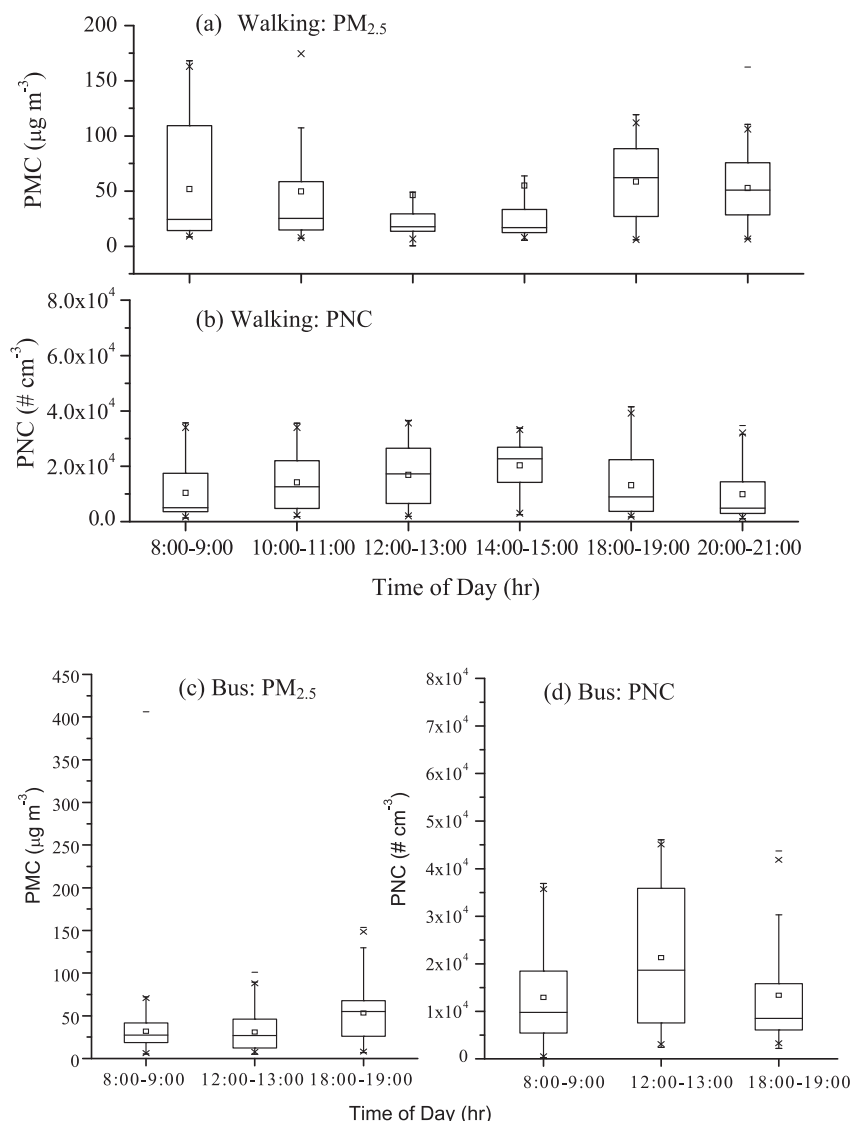 (a) Walking: PM2.5
200
150
100
50
0
PMC (μg m-3)
(b) Walking: PNC
8.0x10^4
6.0x10^4
4.0x10^4
2.0x10^4
0.0
PNC (# cm-3)
8:00-9:00 10:00-11:00 12:00-13:00 14:00-15:00 18:00-19:00 20:00-21:00
Time of Day (hr)
(c) Bus: PM2.5
450
400
350
300
250
200
150
100
50
0
PMC (μg m-3)
8:00-9:00 12:00-13:00 18:00-19:00
(d) Bus: PNC
8x10^4
7x10^4
6x10^4
5x10^4
4x10^4
3x10^4
2x10^4
1x10^4
0
PNC (# cm-3)
8:00-9:00 12:00-13:00 18:00-19:00
Time of Day (hr)